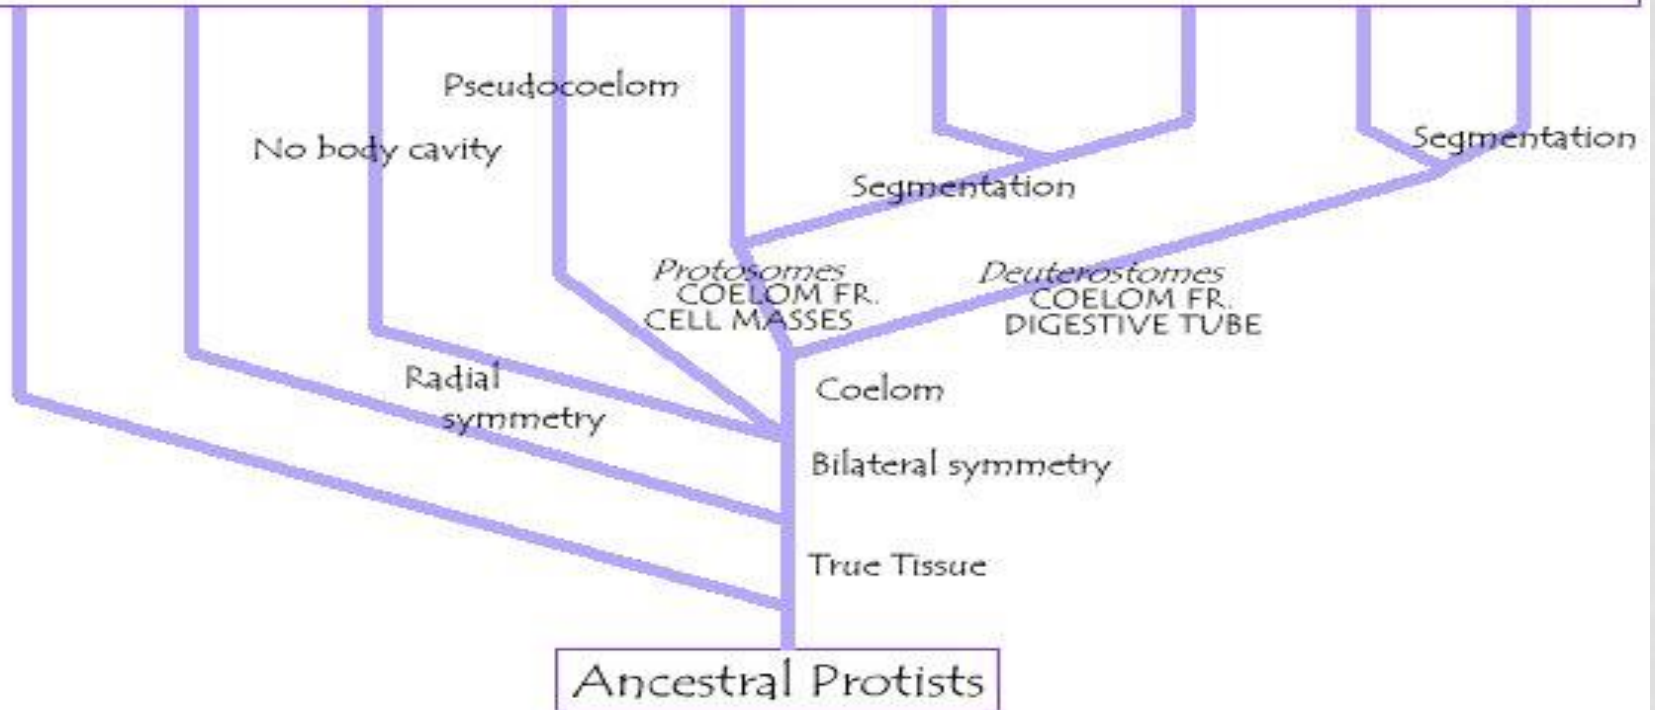 Pseudocoelom
No body cavity
Segmentation
Segmentation
Protosomes
COELOM FR.
CELL MASSES
Deuterostomes
COELOM FR.
DIGESTIVE TUBE
Radial
symmetry
Coelom
Bilateral symmetry
True Tissue
Ancestral Protists